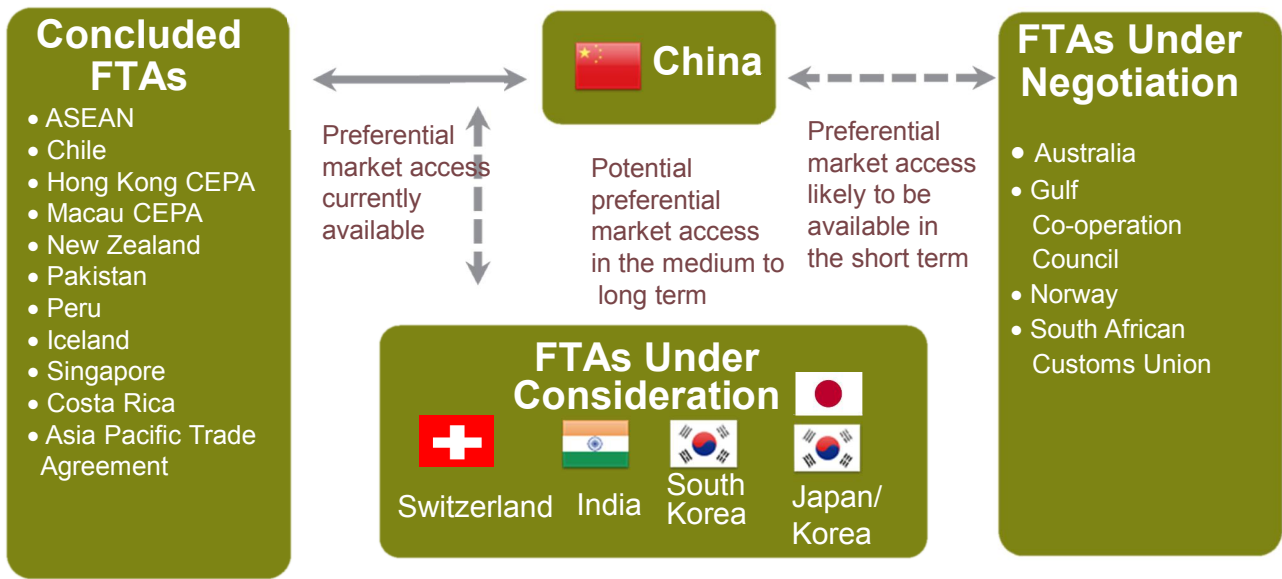 Concluded
FTAs
• ASEAN
• Chile
• Hong Kong CEPA
• Macau CEPA
• New Zealand
• Pakistan
• Peru
• Iceland
• Singapore
• Costa Rica
• Asia Pacific Trade
Agreement
Preferential
market access
currently
available
China
Potential
preferential
market access
in the medium to
long term
Preferential
market access
likely to be
available in
the short term
FTAs Under
Negotiation
• Australia
• Gulf
Co-operation
Council
• Norway
• South African
Customs Union
FTAs Under
Consideration
Switzerland
India
South
Korea
Japan/
Korea